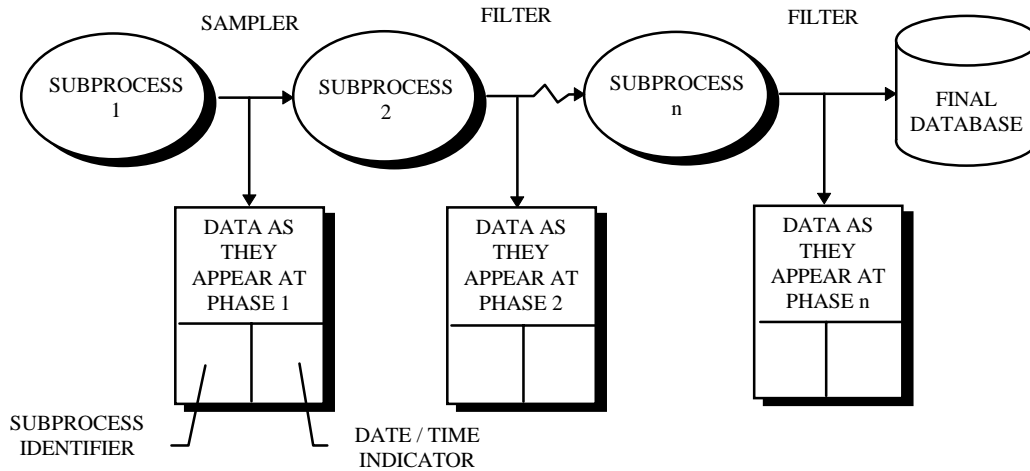 SAMPLER
FILTER
FILTER
SUBPROCESS
1
SUBPROCESS
2
SUBPROCESS
n
FINAL
DATABASE
DATA AS
THEY
APPEAR AT
PHASE 1
DATA AS
THEY
APPEAR AT
PHASE 2
DATA AS
THEY
APPEAR AT
PHASE n
SUBPROCESS
IDENTIFIER
DATE / TIME
INDICATOR